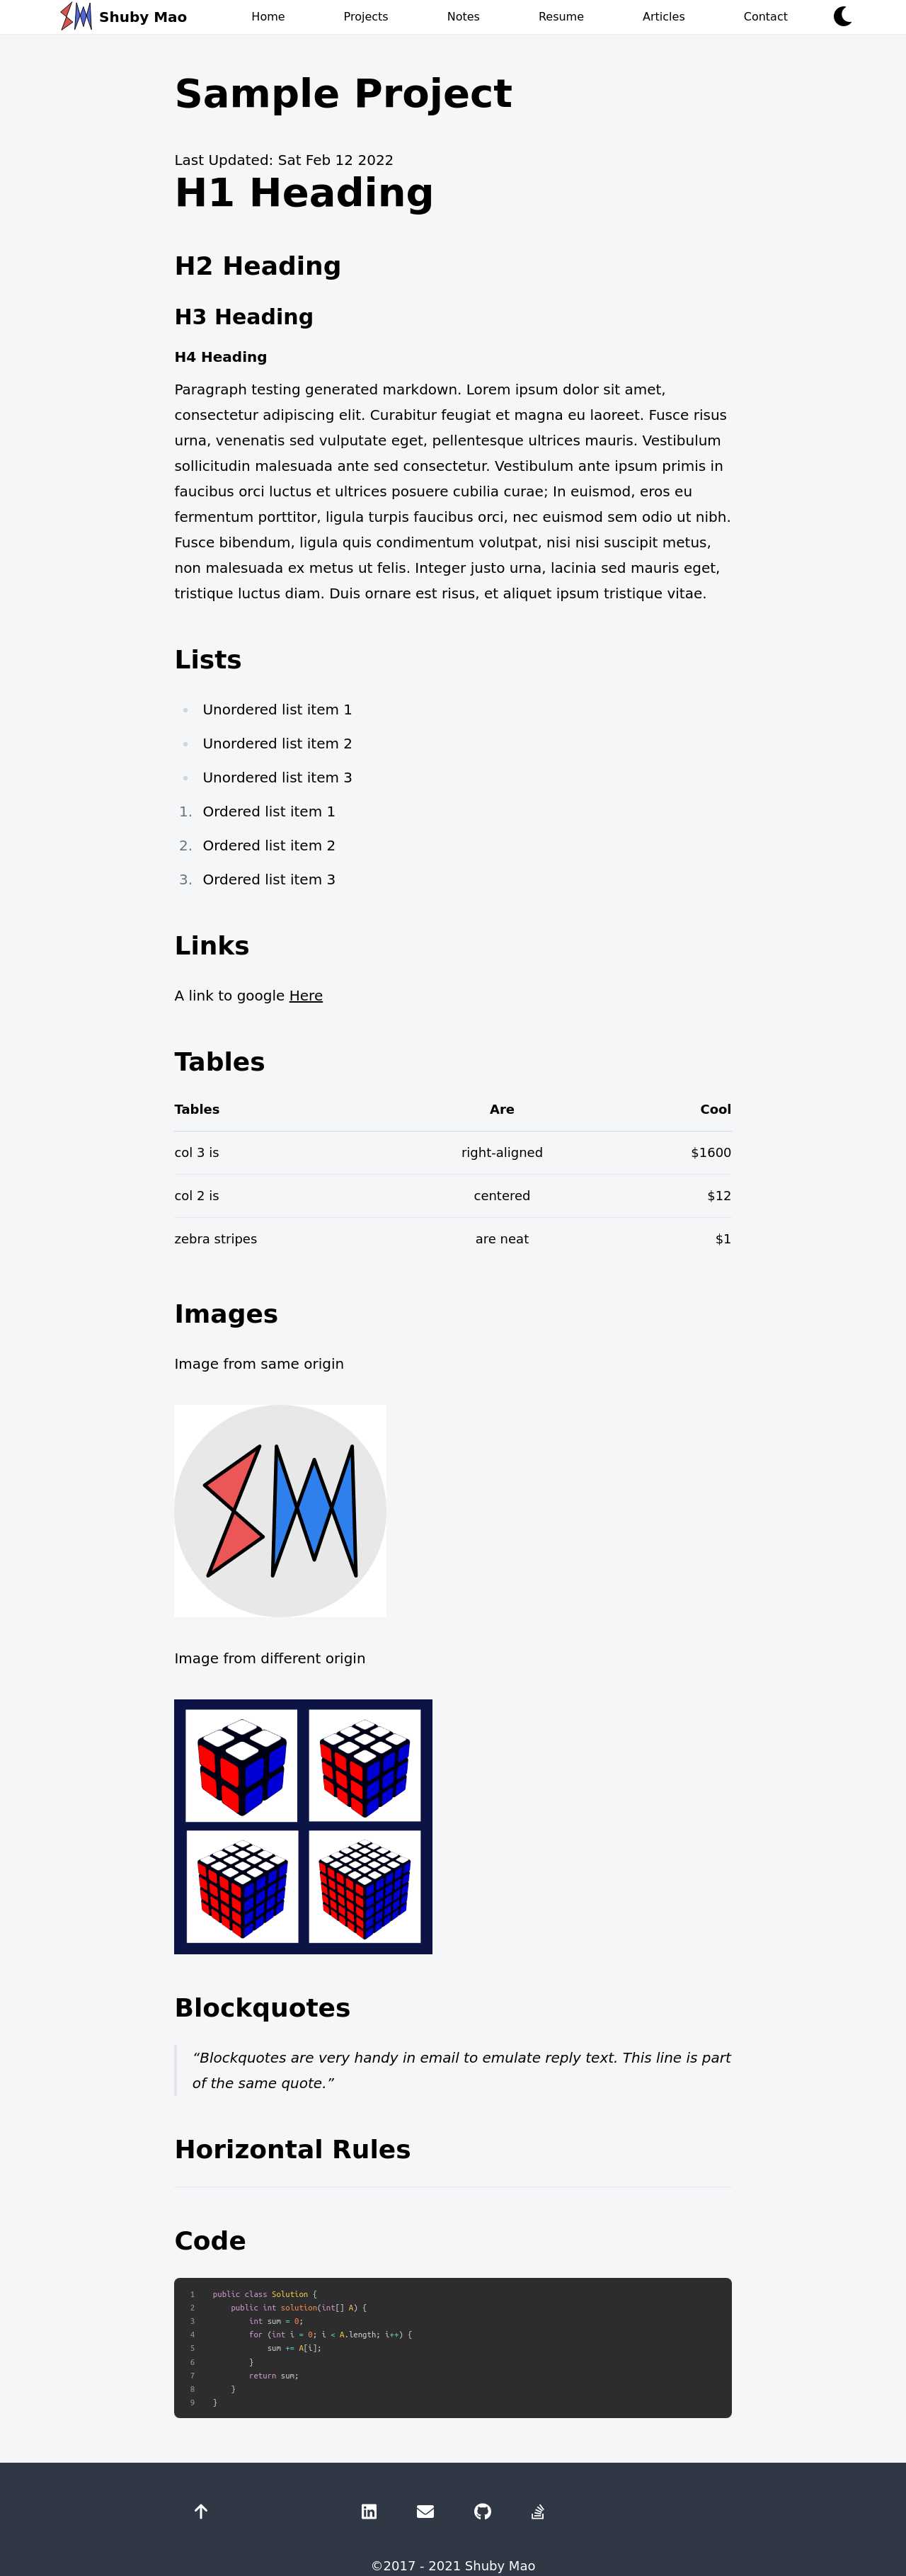 Shuby Mao
Home
Projects
Notes
Resume
Articles
Contact
Sample Project
Last Updated: Sat Feb 12 2022
H1 Heading
H2 Heading
H3 Heading
H4 Heading
Paragraph testing generated markdown. Lorem ipsum dolor sit amet,
consectetur adipiscing elit. Curabitur feugiat et magna eu laoreet. Fusce risus
urna, venenatis sed vulputate eget, pellentesque ultrices mauris. Vestibulum
sollicitudin malesuada ante sed consectetur. Vestibulum ante ipsum primis in
faucibus orci luctus et ultrices posuere cubilia curae; In euismod, eros eu
fermentum porttitor, ligula turpis faucibus orci, nec euismod sem odio ut nibh.
Fusce bibendum, ligula quis condimentum volutpat, nisi nisi suscipit metus,
non malesuada ex metus ut felis. Integer justo urna, lacinia sed mauris eget,
tristique luctus diam. Duis ornare est risus, et aliquet ipsum tristique vitae.
Lists
Unordered list item 1
Unordered list item 2
Unordered list item 3
1. Ordered list item 1
2. Ordered list item 2
3. Ordered list item 3
Links
A link to google Here
Tables
Tables Are Cool
col 3 is right-aligned $1600
col 2 is centered $12
zebra stripes are neat $1
Images
Image from same origin
SM
Image from different origin
Blockquotes
“Blockquotes are very handy in email to emulate reply text. This line is part
of the same quote.”
Horizontal Rules
Code
1 public class Solution {
2 public int solution(int[] A) {
3 int sum = 0;
4 for (int i = 0; i < A.length; i++) {
5 sum += A[i];
6 }
7 return sum;
8 }
9 }
©2017 - 2021 Shuby Mao